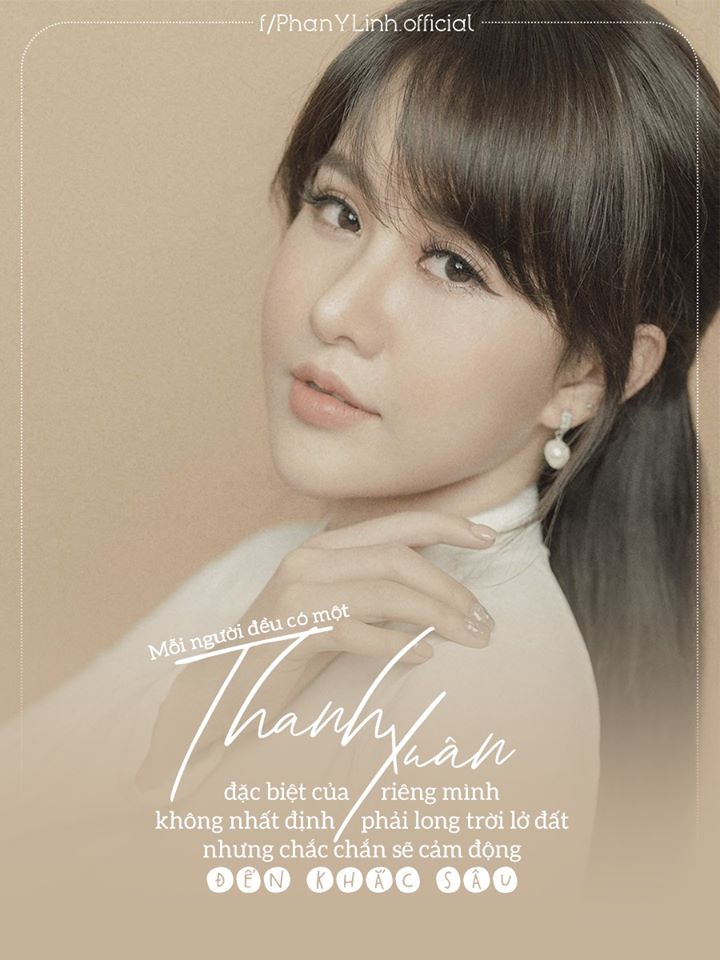 f/PhanYLinh.official
Mỗi người đều có một
Thanh Xuân
đặc biệt của riêng mình
không nhất định phải long trời lở đất
nhưng chắc chắn sẽ cảm động
ĐẾN KHẮC SÂU